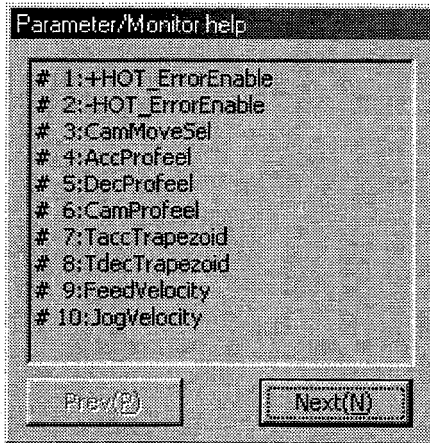 Parameter/Monitor help
# 1:+HOT_ErrorEnable
# 2:-HOT_ErrorEnable
# 3:CamMoveSel
# 4:AccProfeel
# 5:DecProfeel
# 6:CamProfeel
# 7:TaccTrapezoid
# 8:TdecTrapezoid
# 9:FeedVelocity
# 10:JogVelocity
Prev(P) Next(N)